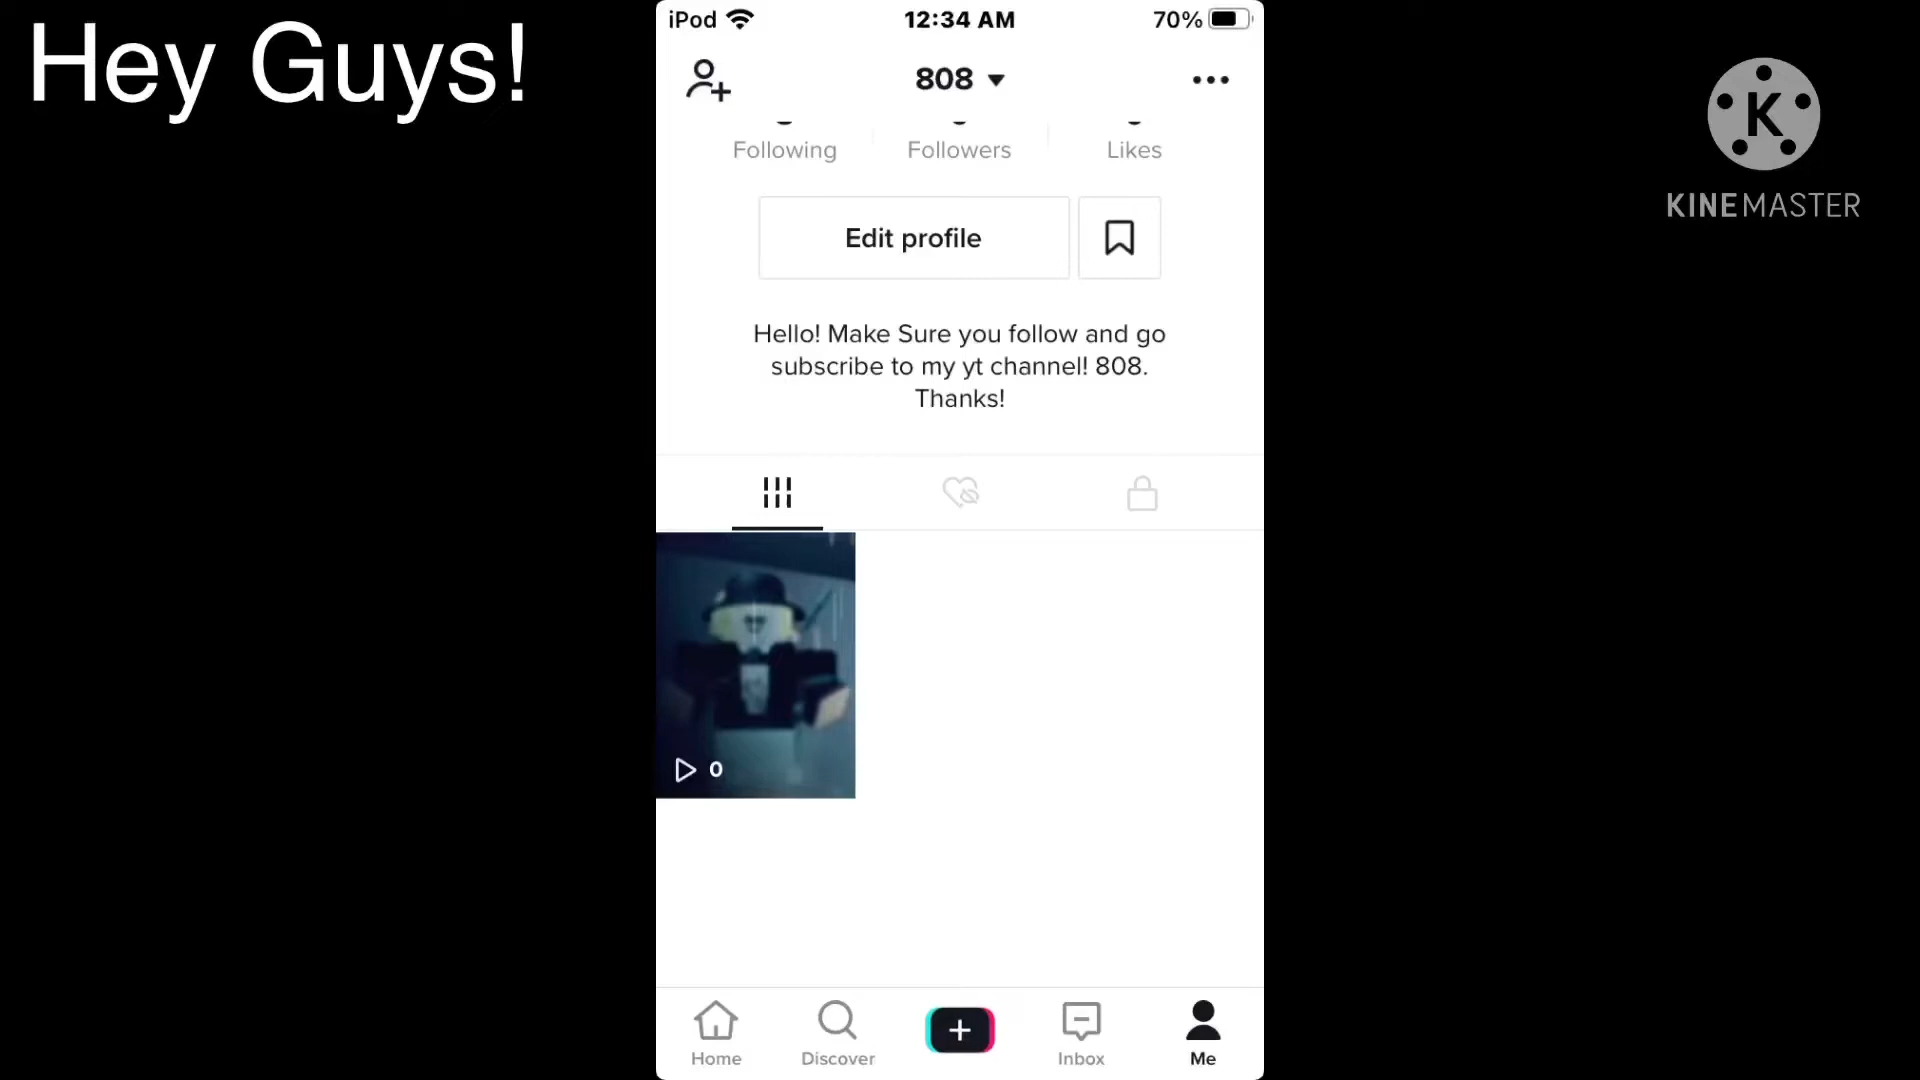 Hey Guys!
iPod 12:34 AM 70%
808
Following Followers Likes
Edit profile
Hello! Make Sure you follow and go
subscribe to my yt channel! 808.
Thanks!
0
Home Discover Inbox Me
K
KINEMASTER